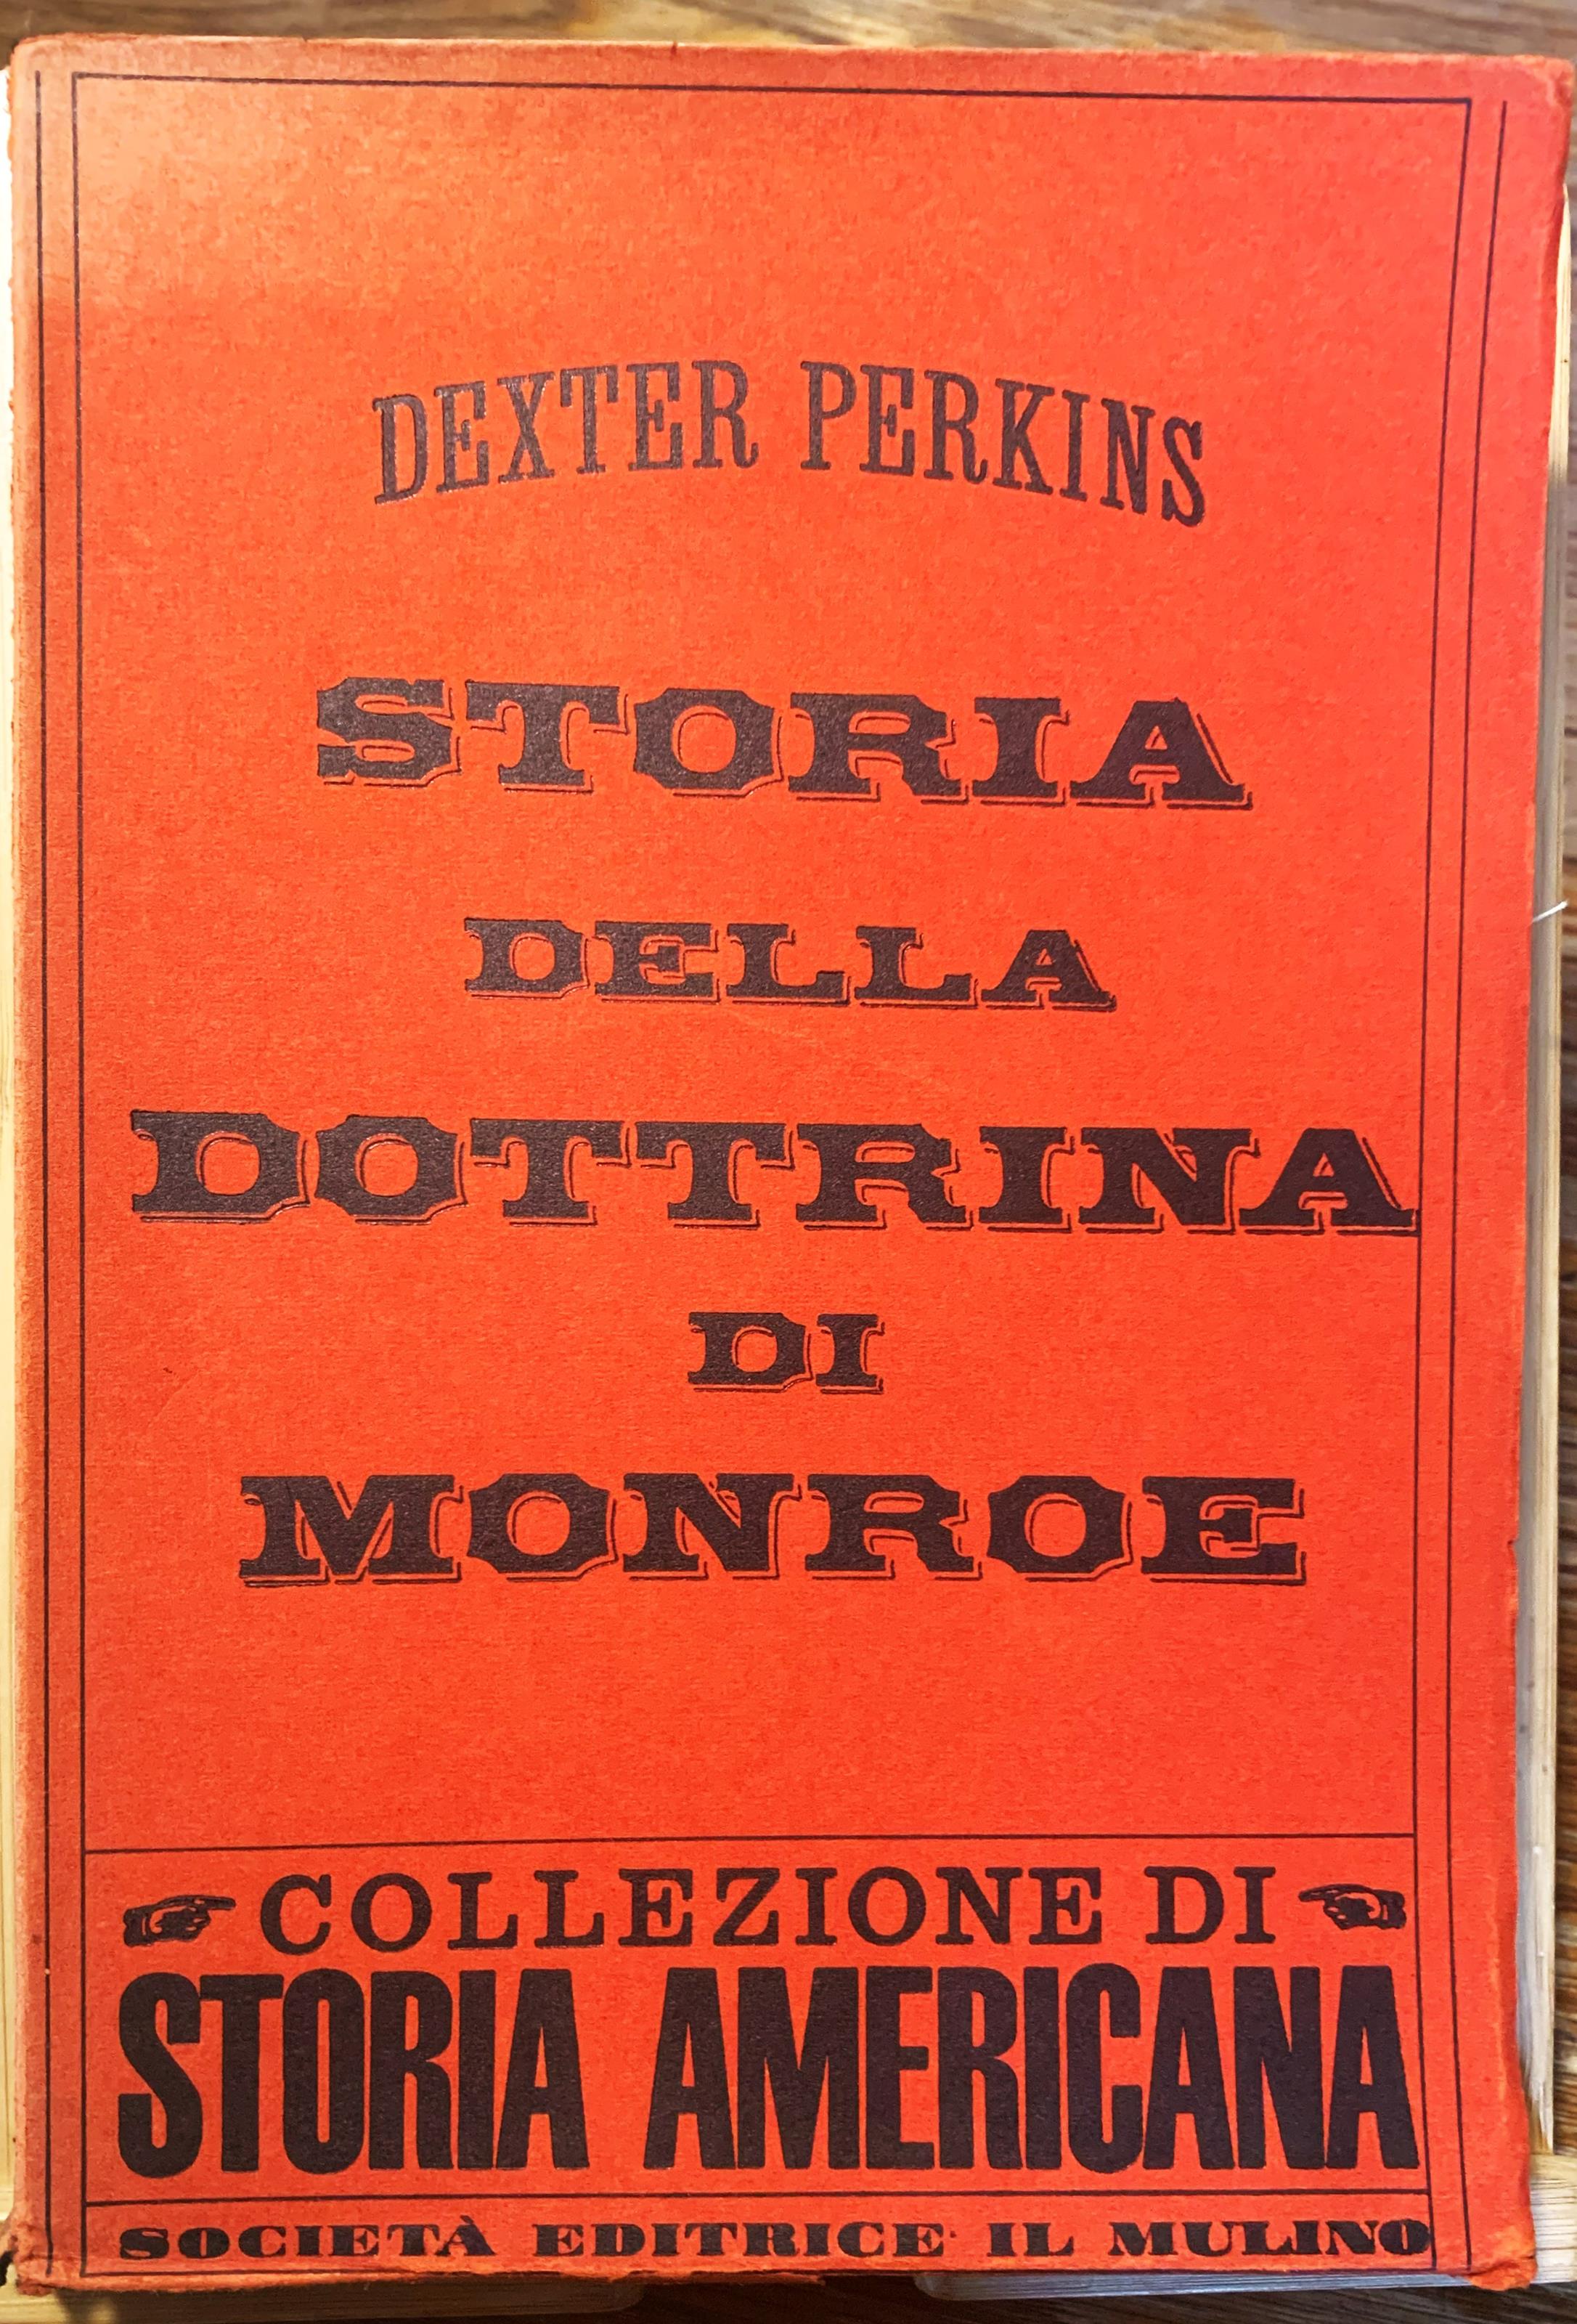 DEXTER PERKINS
STORIA
DELLA
DOTTRINA
DI
MONROE
COLLEZIONE DI
STORIA AMERICANA
SOCIETÀ EDITRICE IL MULINO